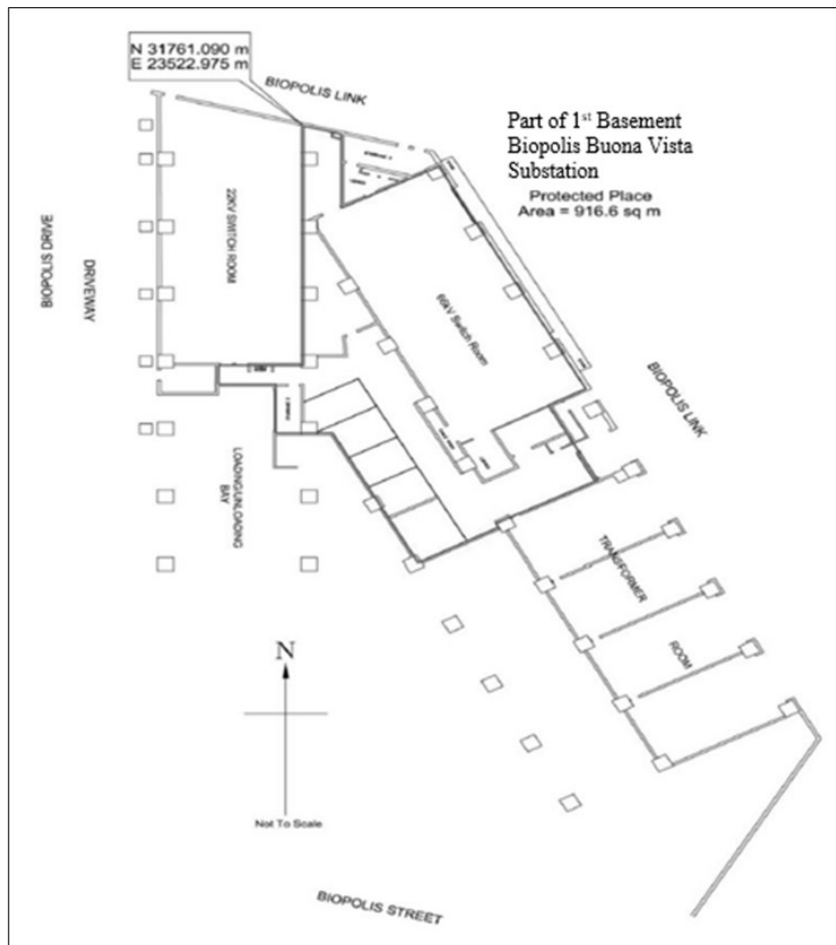 N 31761.090 m
E 23522.975 m
BIOPOLIS LINK
Part of 1st Basement
Biopolis Buona Vista
Substation
Protected Place
Area = 916.6 sq m
22KV SWITCH ROOM
BIOPOLIS DRIVE
DRIVEWAY
66kV Switch Room
BIOPOLIS LINK
LOADING/UNLOADING
BAY
TRANSFORMER
ROOM
N
Not To Scale
BIOPOLIS STREET